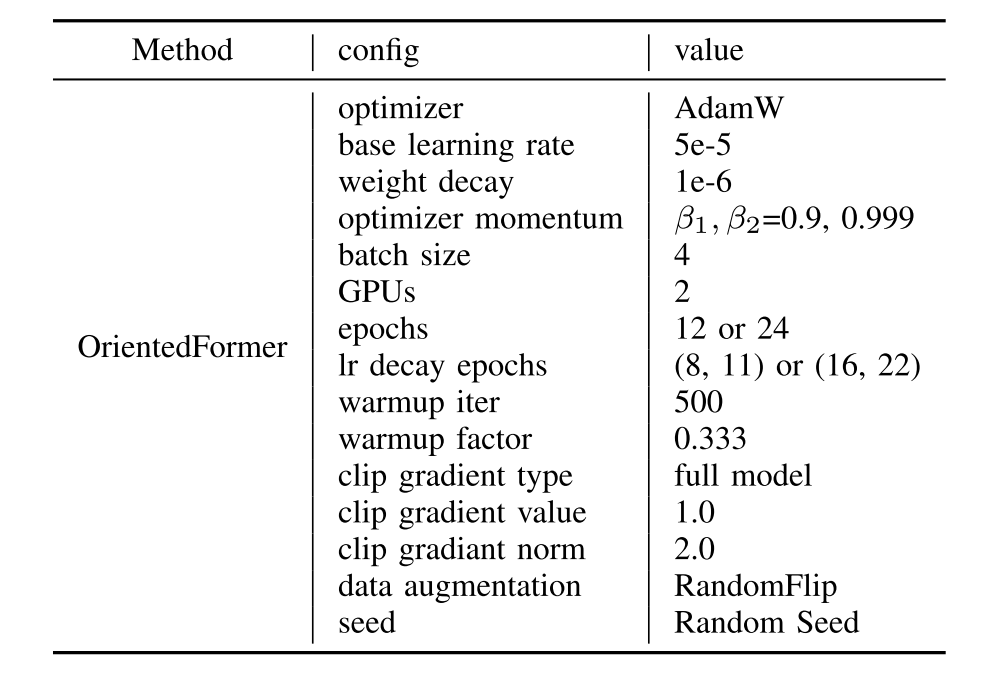 Method config value
optimizer AdamW
base learning rate 5e-5
weight decay 1e-6
optimizer momentum β₁, β₂=0.9, 0.999
batch size 4
GPUs 2
epochs 12 or 24
OrientedFormer
lr decay epochs (8, 11) or (16, 22)
warmup iter 500
warmup factor 0.333
clip gradient type full model
clip gradient value 1.0
clip gradiant norm 2.0
data augmentation RandomFlip
seed Random Seed